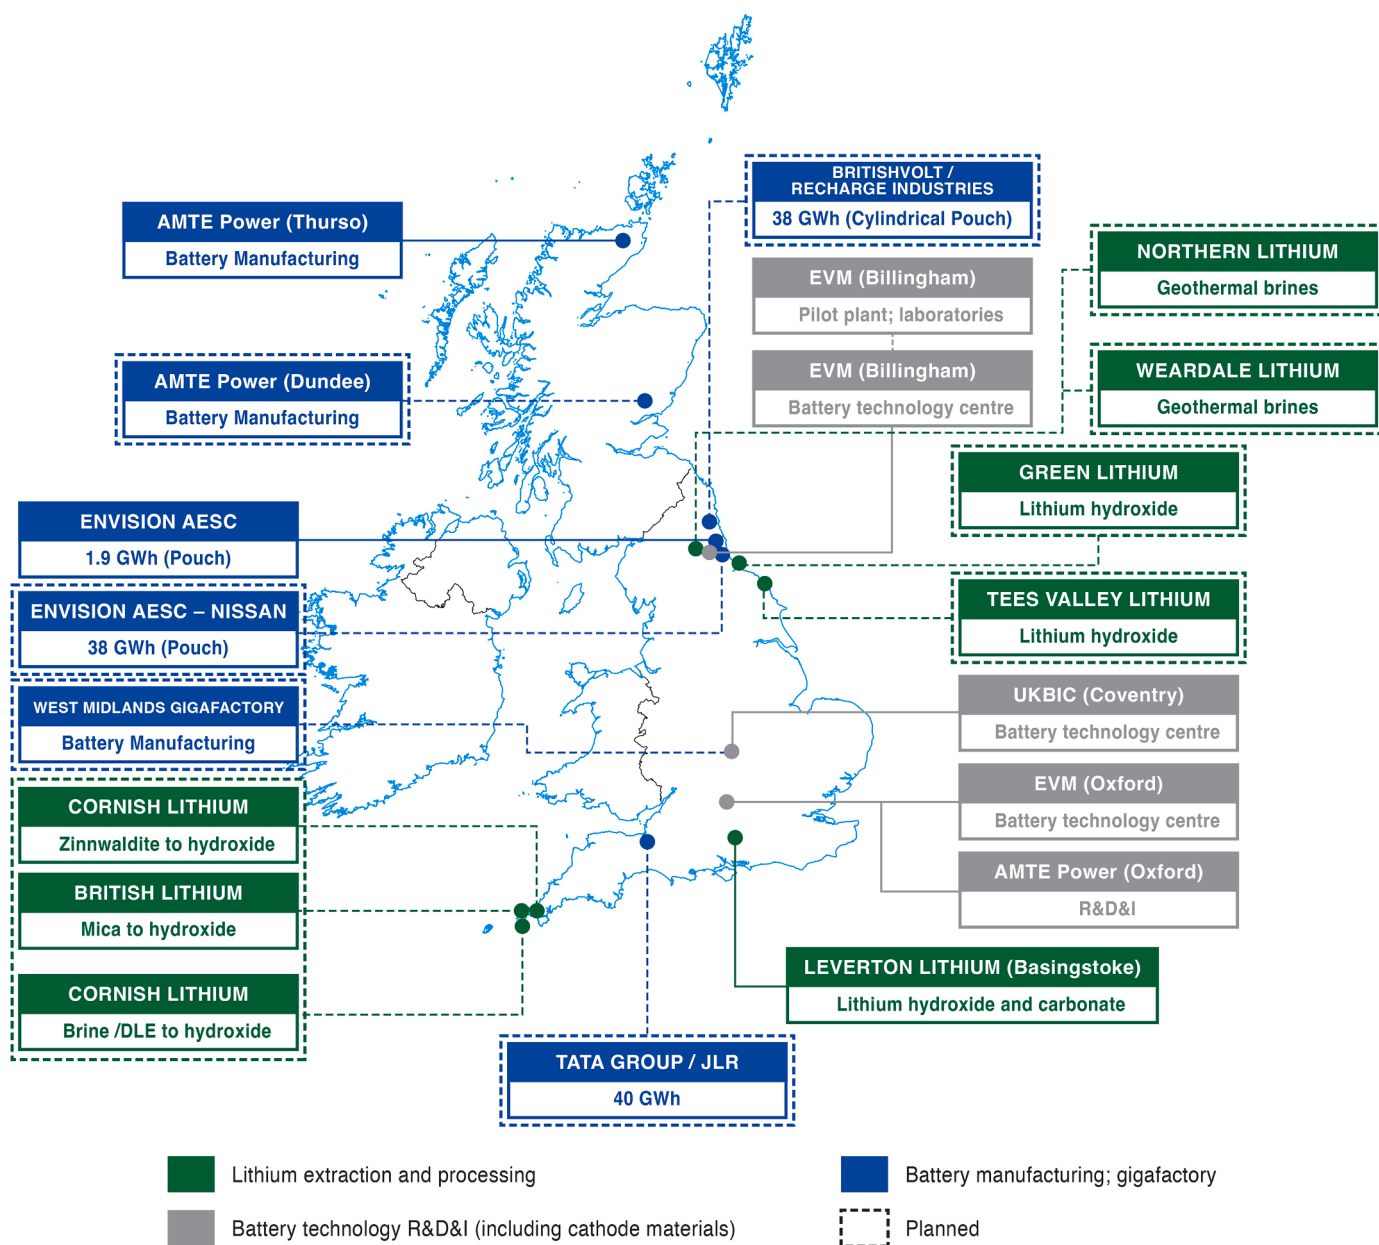 BRITISHVOLT /
RECHARGE INDUSTRIES
38 GWh (Cylindrical Pouch)
AMTE Power (Thurso)
Battery Manufacturing
EVM (Billingham)
Pilot plant; laboratories
NORTHERN LITHIUM
Geothermal brines
AMTE Power (Dundee)
Battery Manufacturing
EVM (Billingham)
Battery technology centre
WEARDALE LITHIUM
Geothermal brines
GREEN LITHIUM
Lithium hydroxide
ENVISION AESC
1.9 GWh (Pouch)
ENVISION AESC – NISSAN
38 GWh (Pouch)
TEES VALLEY LITHIUM
Lithium hydroxide
WEST MIDLANDS GIGAFACTORY
Battery Manufacturing
UKBIC (Coventry)
Battery technology centre
EVM (Oxford)
Battery technology centre
CORNISH LITHIUM
Zinnwaldite to hydroxide
AMTE Power (Oxford)
R&D&I
BRITISH LITHIUM
Mica to hydroxide
LEVERTON LITHIUM (Basingstoke)
Lithium hydroxide and carbonate
CORNISH LITHIUM
Brine /DLE to hydroxide
TATA GROUP / JLR
40 GWh
Lithium extraction and processing
Battery manufacturing; gigafactory
Battery technology R&D&I (including cathode materials)
Planned